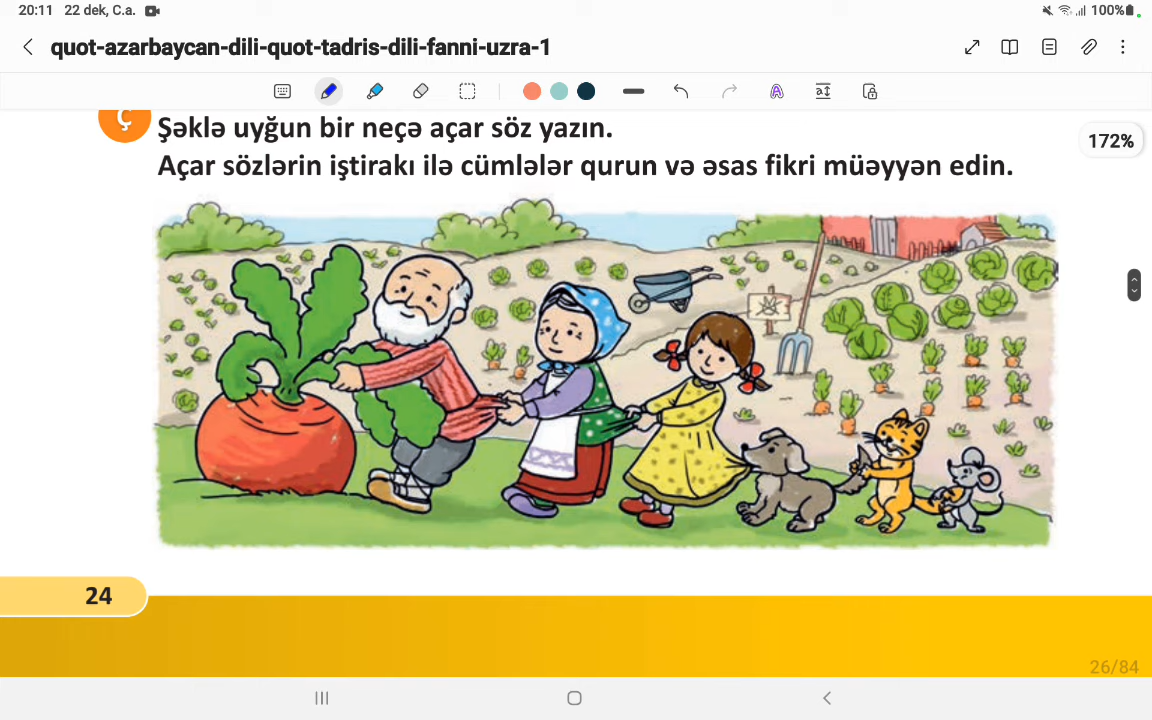 20:11 22 dek, C.a. 100%
quot-azarbaycan-dili-quot-tadris-dili-fanni-uzra-1
Ç Şəklə uyğun bir neçə açar söz yazın.
172%
Açar sözlərin iştirakı ilə cümlələr qurun və əsas fikri müəyyən edin.
24
26/84